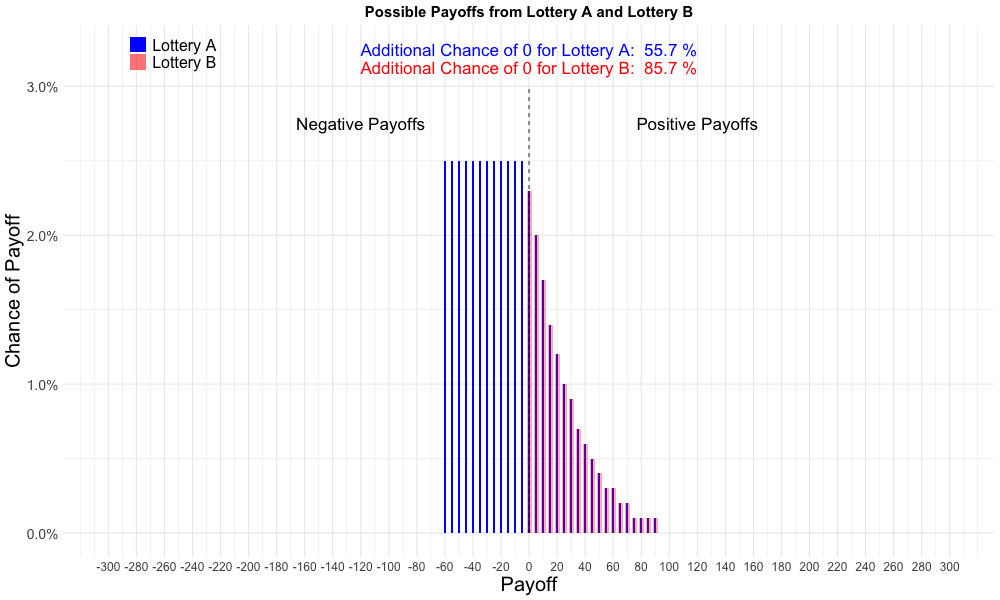 Possible Payoffs from Lottery A and Lottery B
Lottery A
Lottery B
Additional Chance of 0 for Lottery A: 55.7 %
Additional Chance of 0 for Lottery B: 85.7 %
Negative Payoffs
Positive Payoffs
Chance of Payoff
3.0%
2.0%
1.0%
0.0%
-300 -280 -260 -240 -220 -200 -180 -160 -140 -120 -100 -80 -60 -40 -20 0 20 40 60 80 100 120 140 160 180 200 220 240 260 280 300
Payoff